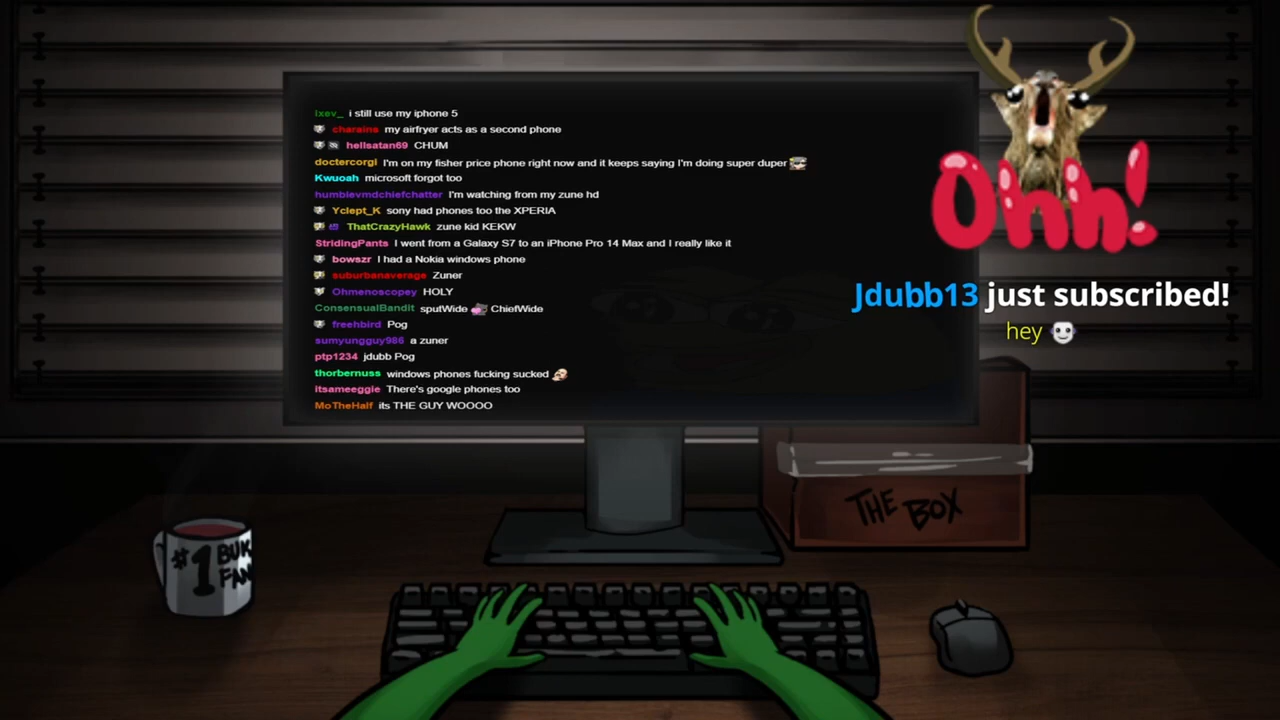 ixev_ i still use my iphone 5
charains my airfryer acts as a second phone
hellsatan69 CHUM
doctercorgi I'm on my fisher price phone right now and it keeps saying I'm doing super duper
Kwuoah microsoft forgot too
humblevmdchiefchatter I'm watching from my zune hd
Yclept_K sony had phones too the XPERIA
ThatCrazyHawk zune kid KEKW
StridingPants I went from a Galaxy S7 to an iPhone Pro 14 Max and I really like it
bowszr I had a Nokia windows phone
suburbanaverage Zuner
Ohmenoscopey HOLY
ConsensualBandit sputWide ChiefWide
freehbird Pog
sumyungguy986 a zuner
ptp1234 jdubb Pog
thorbernuss windows phones fucking sucked
itsameeggie There's google phones too
MoTheHalf its THE GUY WOOOO
Ohh!
Jdubb13 just subscribed!
hey
THE BOX
#1 BUK
FAN